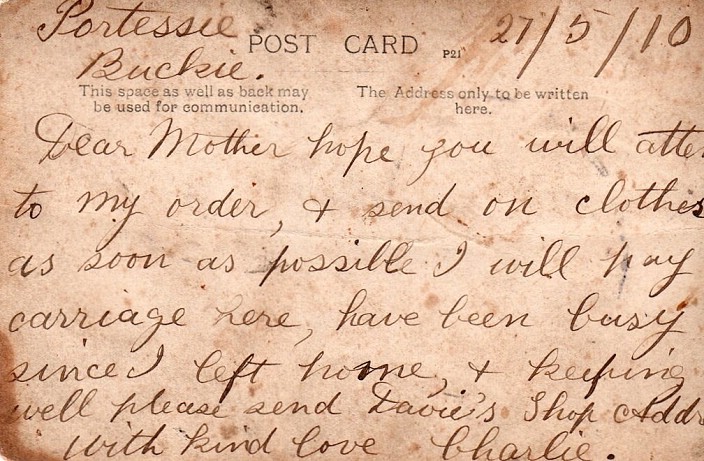 Portessie
POST CARD P21 27/5/10
Buckie.
This space as well as back may be used for communication.
The Address only to be written here.
Dear Mother hope you will atte
to my order, & send on clothes
as soon as possible I will pay
carriage here, have been busy
since I left home, & keeping
well please send Davie's Shop Addr
with kind love Charlie.